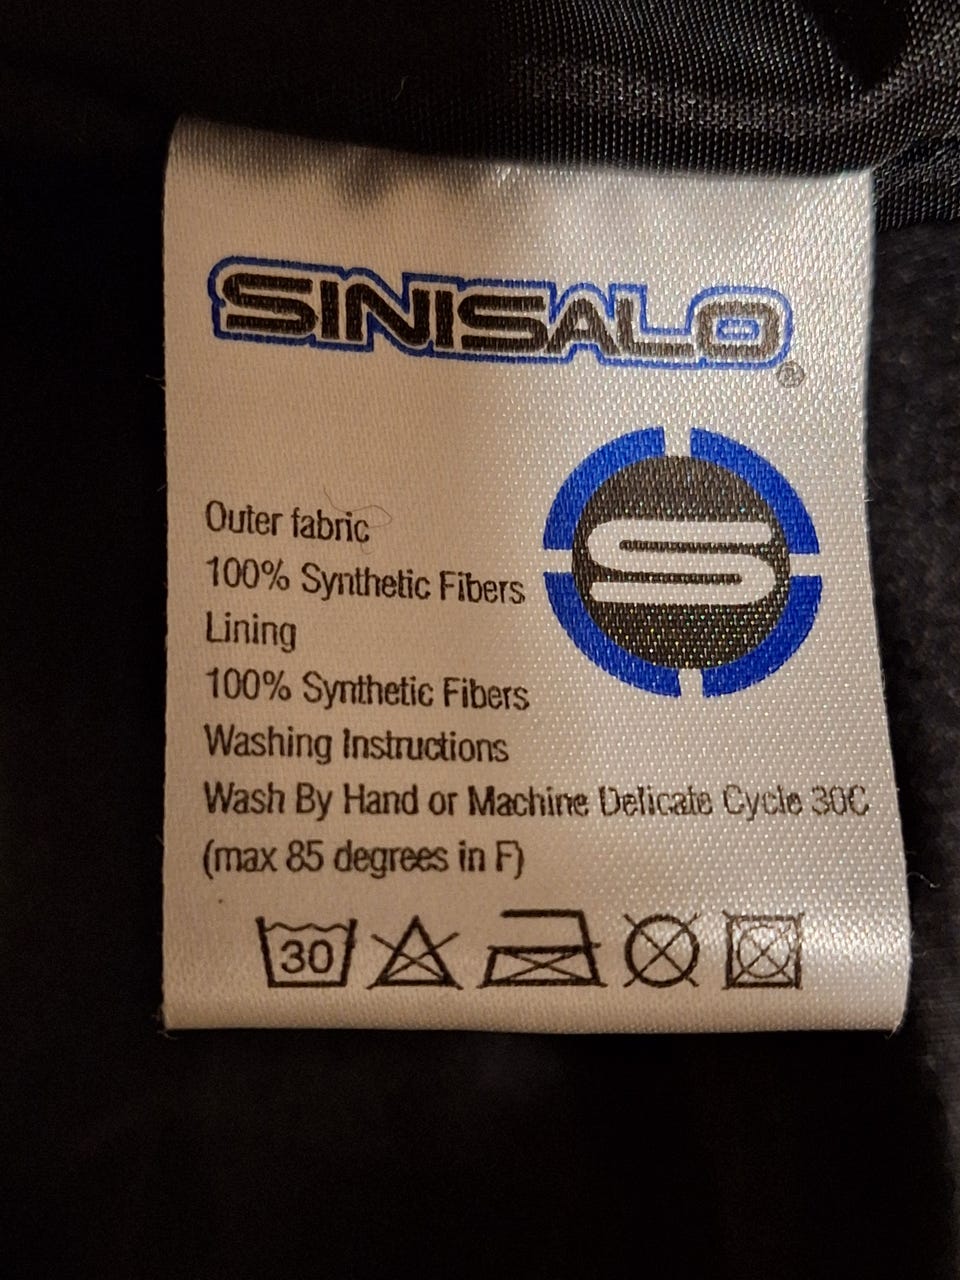 SINISALO®
S
Outer fabric
100% Synthetic Fibers
Lining
100% Synthetic Fibers
Washing Instructions
Wash By Hand or Machine Delicate Cycle 30C
(max 85 degrees in F)
30